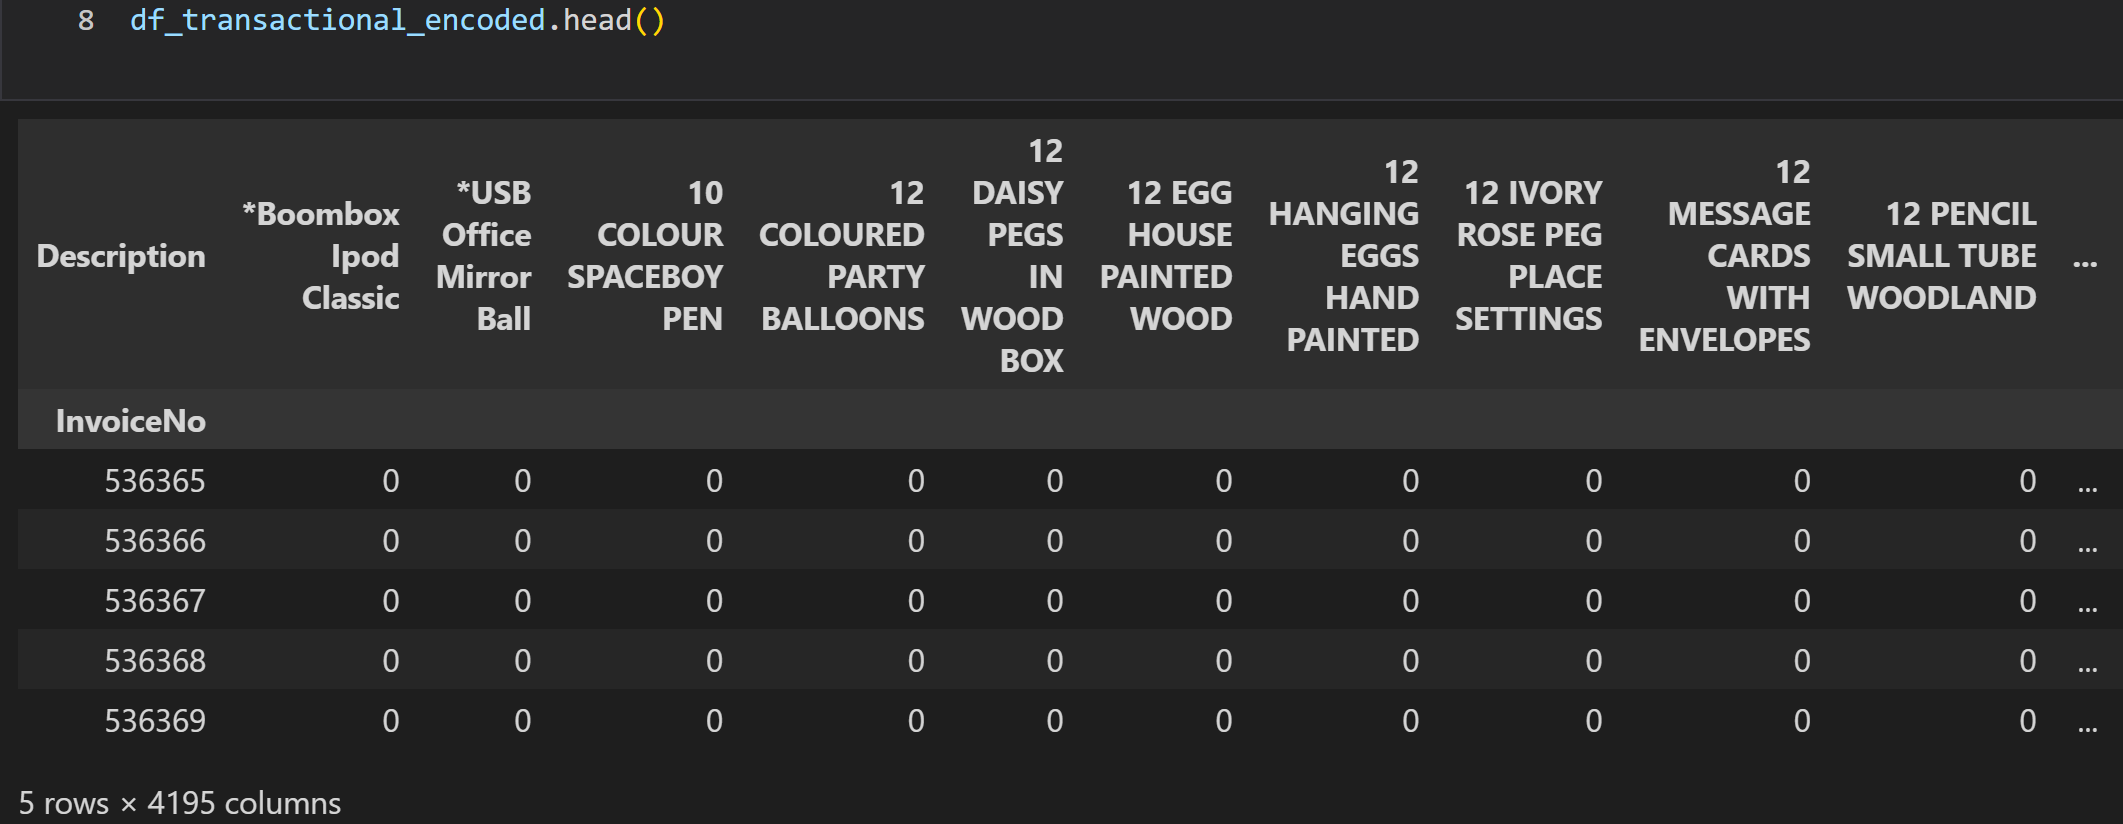 8 df_transactional_encoded.head()
Description *Boombox Ipod Classic *USB Office Mirror Ball 10 COLOUR SPACEBOY PEN 12 COLOURED PARTY BALLOONS 12 DAISY PEGS IN WOOD BOX 12 EGG HOUSE PAINTED WOOD 12 HANGING EGGS HAND PAINTED 12 IVORY ROSE PEG PLACE SETTINGS 12 MESSAGE CARDS WITH ENVELOPES 12 PENCIL SMALL TUBE WOODLAND ...
InvoiceNo
536365 0 0 0 0 0 0 0 0 0 0 ...
536366 0 0 0 0 0 0 0 0 0 0 ...
536367 0 0 0 0 0 0 0 0 0 0 ...
536368 0 0 0 0 0 0 0 0 0 0 ...
536369 0 0 0 0 0 0 0 0 0 0 ...
5 rows × 4195 columns